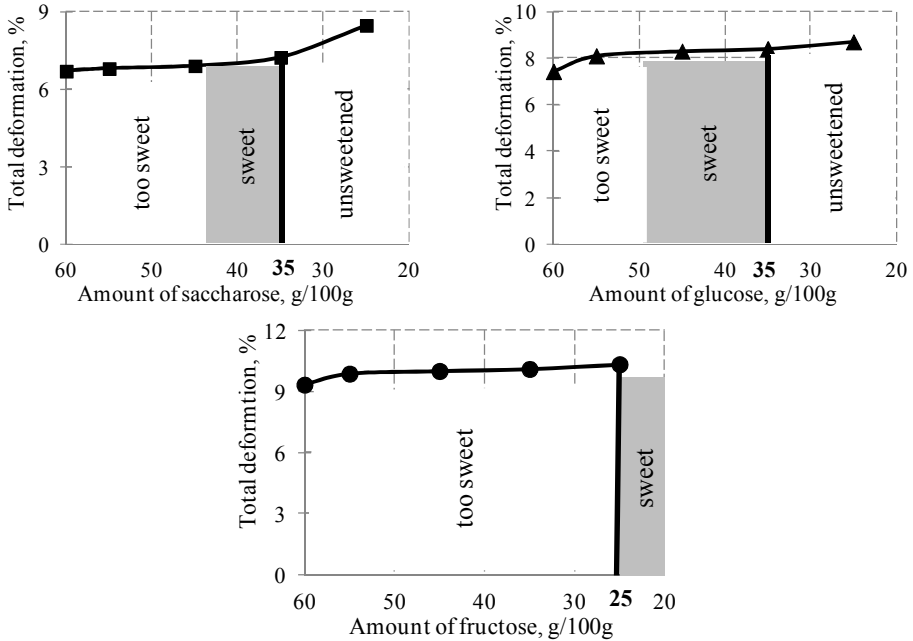 Total deformation, %
9
6
3
0
too sweet
sweet
unsweetened
60 50 40 35 30 20
Amount of saccharose, g/100g
Total deformation, %
10
8
6
4
2
0
too sweet
sweet
unsweetened
60 50 40 35 30 20
Amount of glucose, g/100g
Total deformtion, %
12
9
6
3
0
too sweet
sweet
60 50 40 30 25 20
Amount of fructose, g/100g